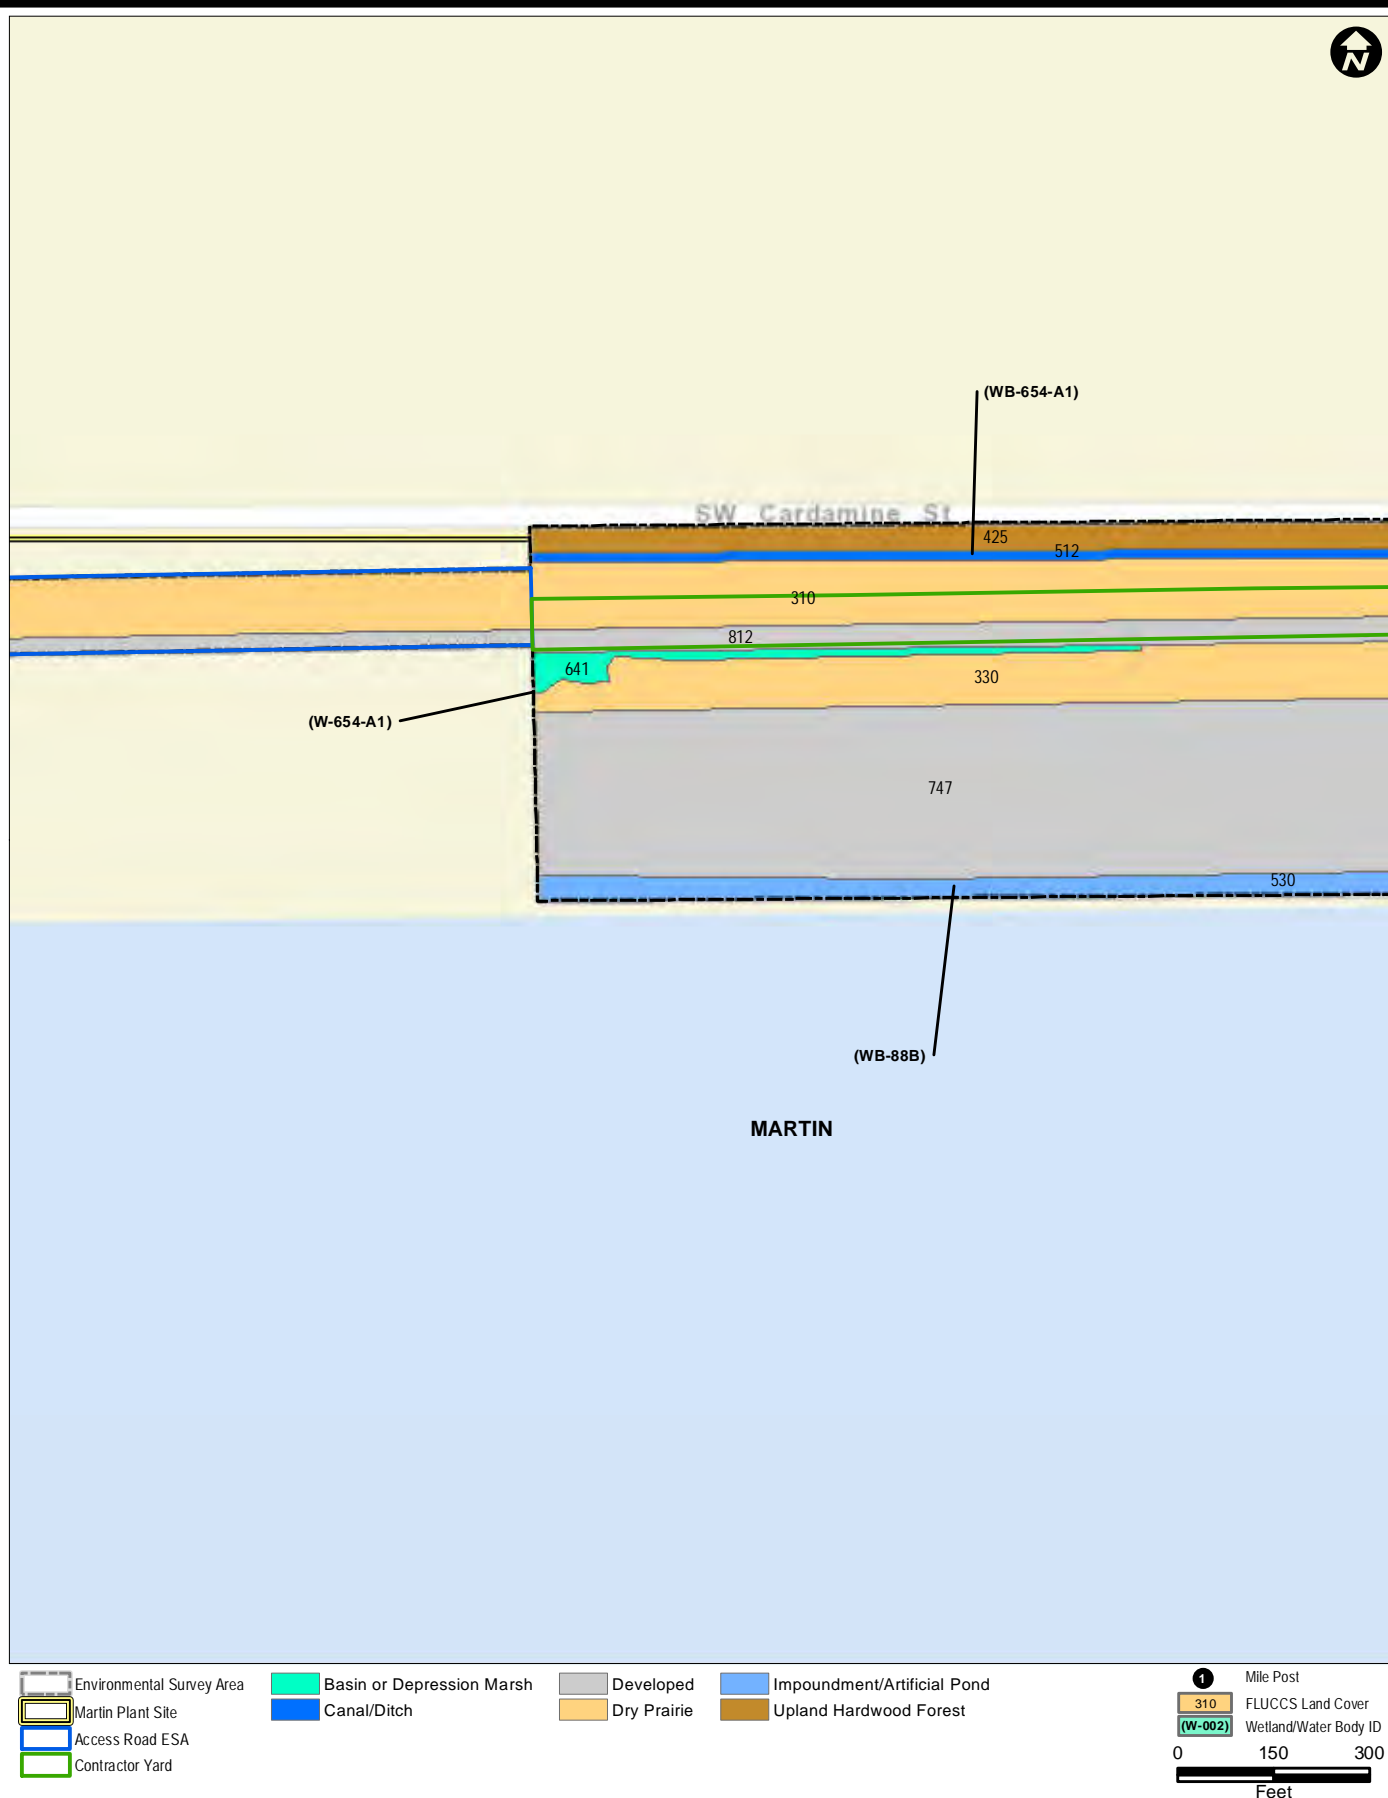 N
(WB-654-A1)
SW Cardamine St
425
512
310
812
641
330
(W-654-A1)
747
530
(WB-88B)
MARTIN
Environmental Survey Area
Martin Plant Site
Access Road ESA
Contractor Yard
Basin or Depression Marsh
Canal/Ditch
Developed
Dry Prairie
Impoundment/Artificial Pond
Upland Hardwood Forest
1 Mile Post
310 FLUCCS Land Cover
(W-002) Wetland/Water Body ID
0 150 300
Feet